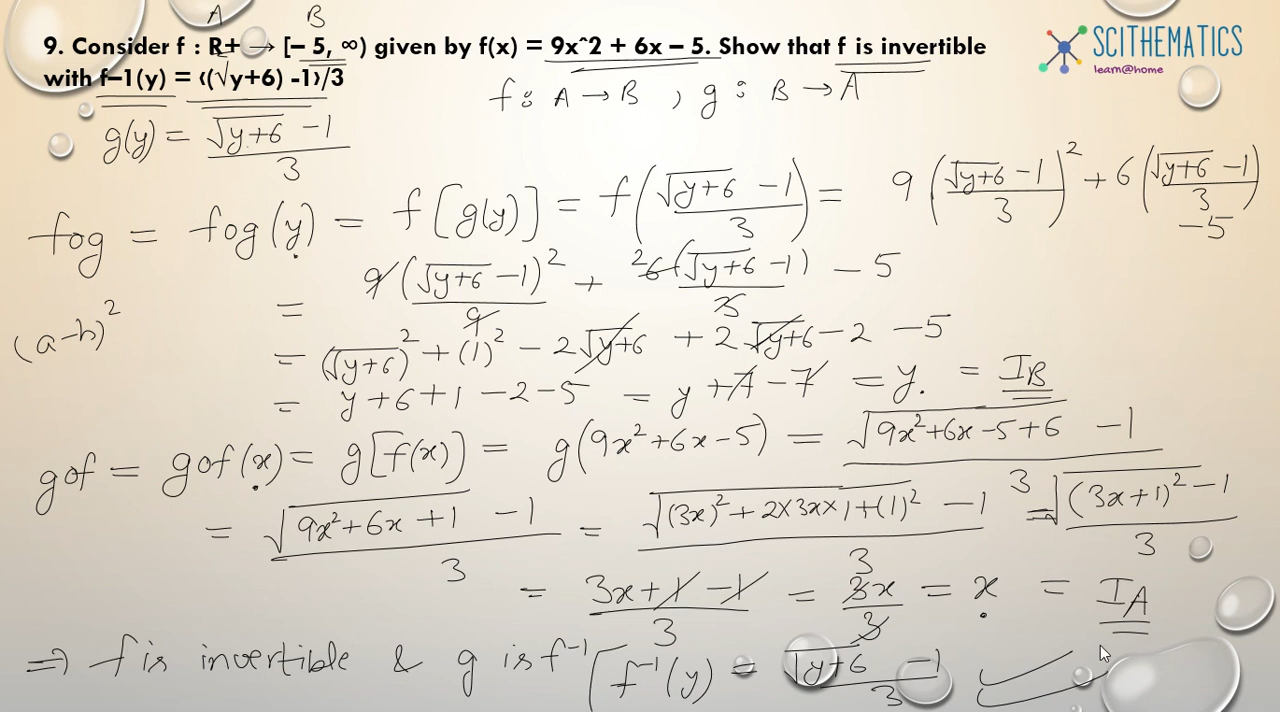 A B
9. Consider f : R+ → [– 5, ∞) given by f(x) = 9x^2 + 6x – 5. Show that f is invertible
with f–1(y) = ((√y+6) -1)/3
SCITHEMATICS
learn@home
f : A → B , g : B → A
g(y) = (√(y+6) - 1)/3
fog = fog(y) = f[g(y)] = f((√(y+6) - 1)/3) = 9((√(y+6) - 1)/3)² + 6((√(y+6) - 1)/3) - 5
= 9(√(y+6) - 1)²/9 + ²6(√(y+6) - 1)/3 - 5
(a-b)²
= (√(y+6))² + (1)² - 2√(y+6) + 2√(y+6) - 2 - 5
= y + 6 + 1 - 2 - 5 = y + 7 - 7 = y. = I_B
gof = gof(x) = g[f(x)] = g(9x²+6x-5) = (√(9x²+6x-5+6) - 1)/3
= (√(9x²+6x+1) - 1)/3 = (√((3x)²+2×3x×1+(1)²) - 1)/3 = (√((3x+1)²) - 1)/3
= (3x+1-1)/3 = 3x/3 = x = I_A
⇒ f is invertible & g is f⁻¹ [f⁻¹(y) = (√(y+6) - 1)/3